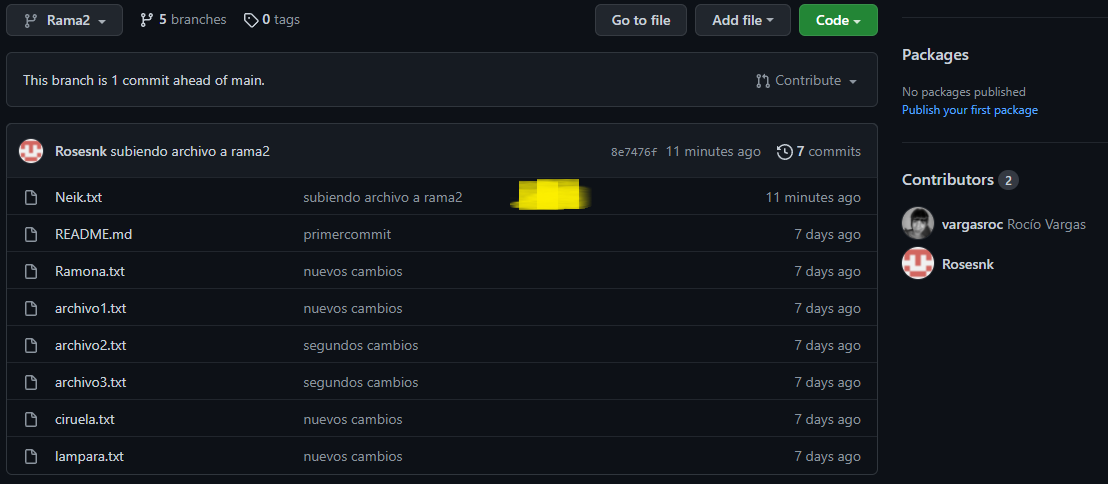 Rama2
5 branches
0 tags
Go to file
Add file
Code
This branch is 1 commit ahead of main.
Contribute
Rosesnk subiendo archivo a rama2
8e7476f 11 minutes ago
7 commits
Neik.txt subiendo archivo a rama2 11 minutes ago
README.md primercommit 7 days ago
Ramona.txt nuevos cambios 7 days ago
archivo1.txt nuevos cambios 7 days ago
archivo2.txt segundos cambios 7 days ago
archivo3.txt segundos cambios 7 days ago
ciruela.txt nuevos cambios 7 days ago
lampara.txt nuevos cambios 7 days ago
Packages
No packages published
Publish your first package
Contributors 2
vargasroc Rocío Vargas
Rosesnk